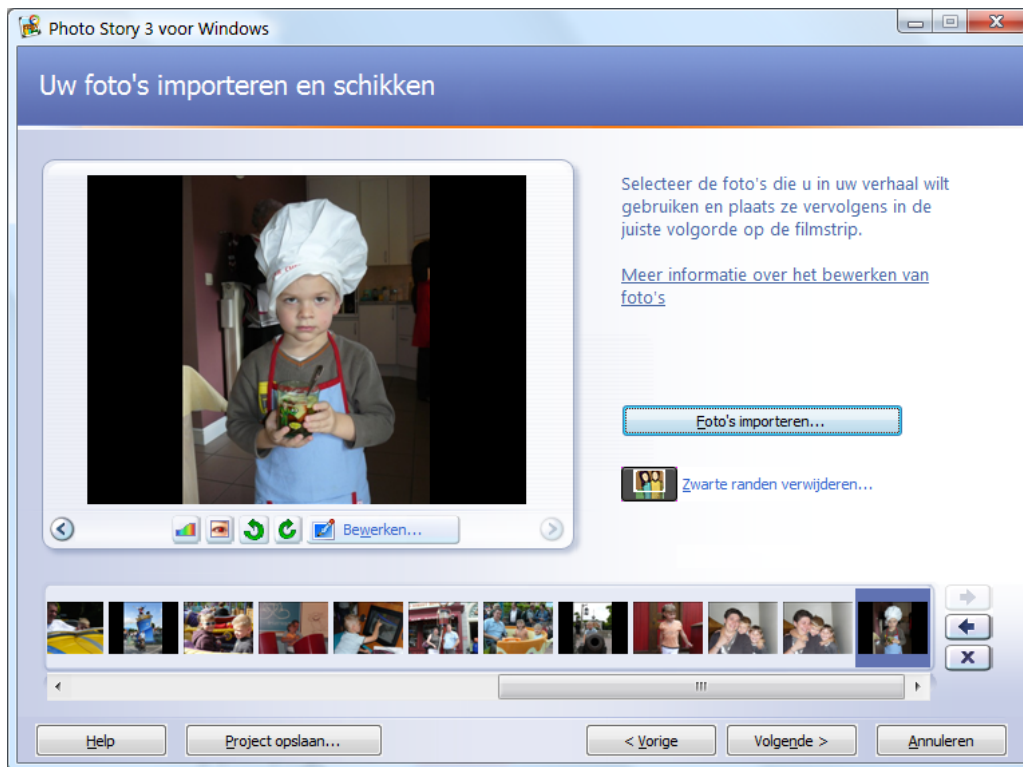 Photo Story 3 voor Windows
Uw foto's importeren en schikken
Selecteer de foto's die u in uw verhaal wilt
gebruiken en plaats ze vervolgens in de
juiste volgorde op de filmstrip.
Meer informatie over het bewerken van
foto's
Foto's importeren...
Zwarte randen verwijderen...
Bewerken...
Help
Project opslaan...
< Vorige
Volgende >
Annuleren